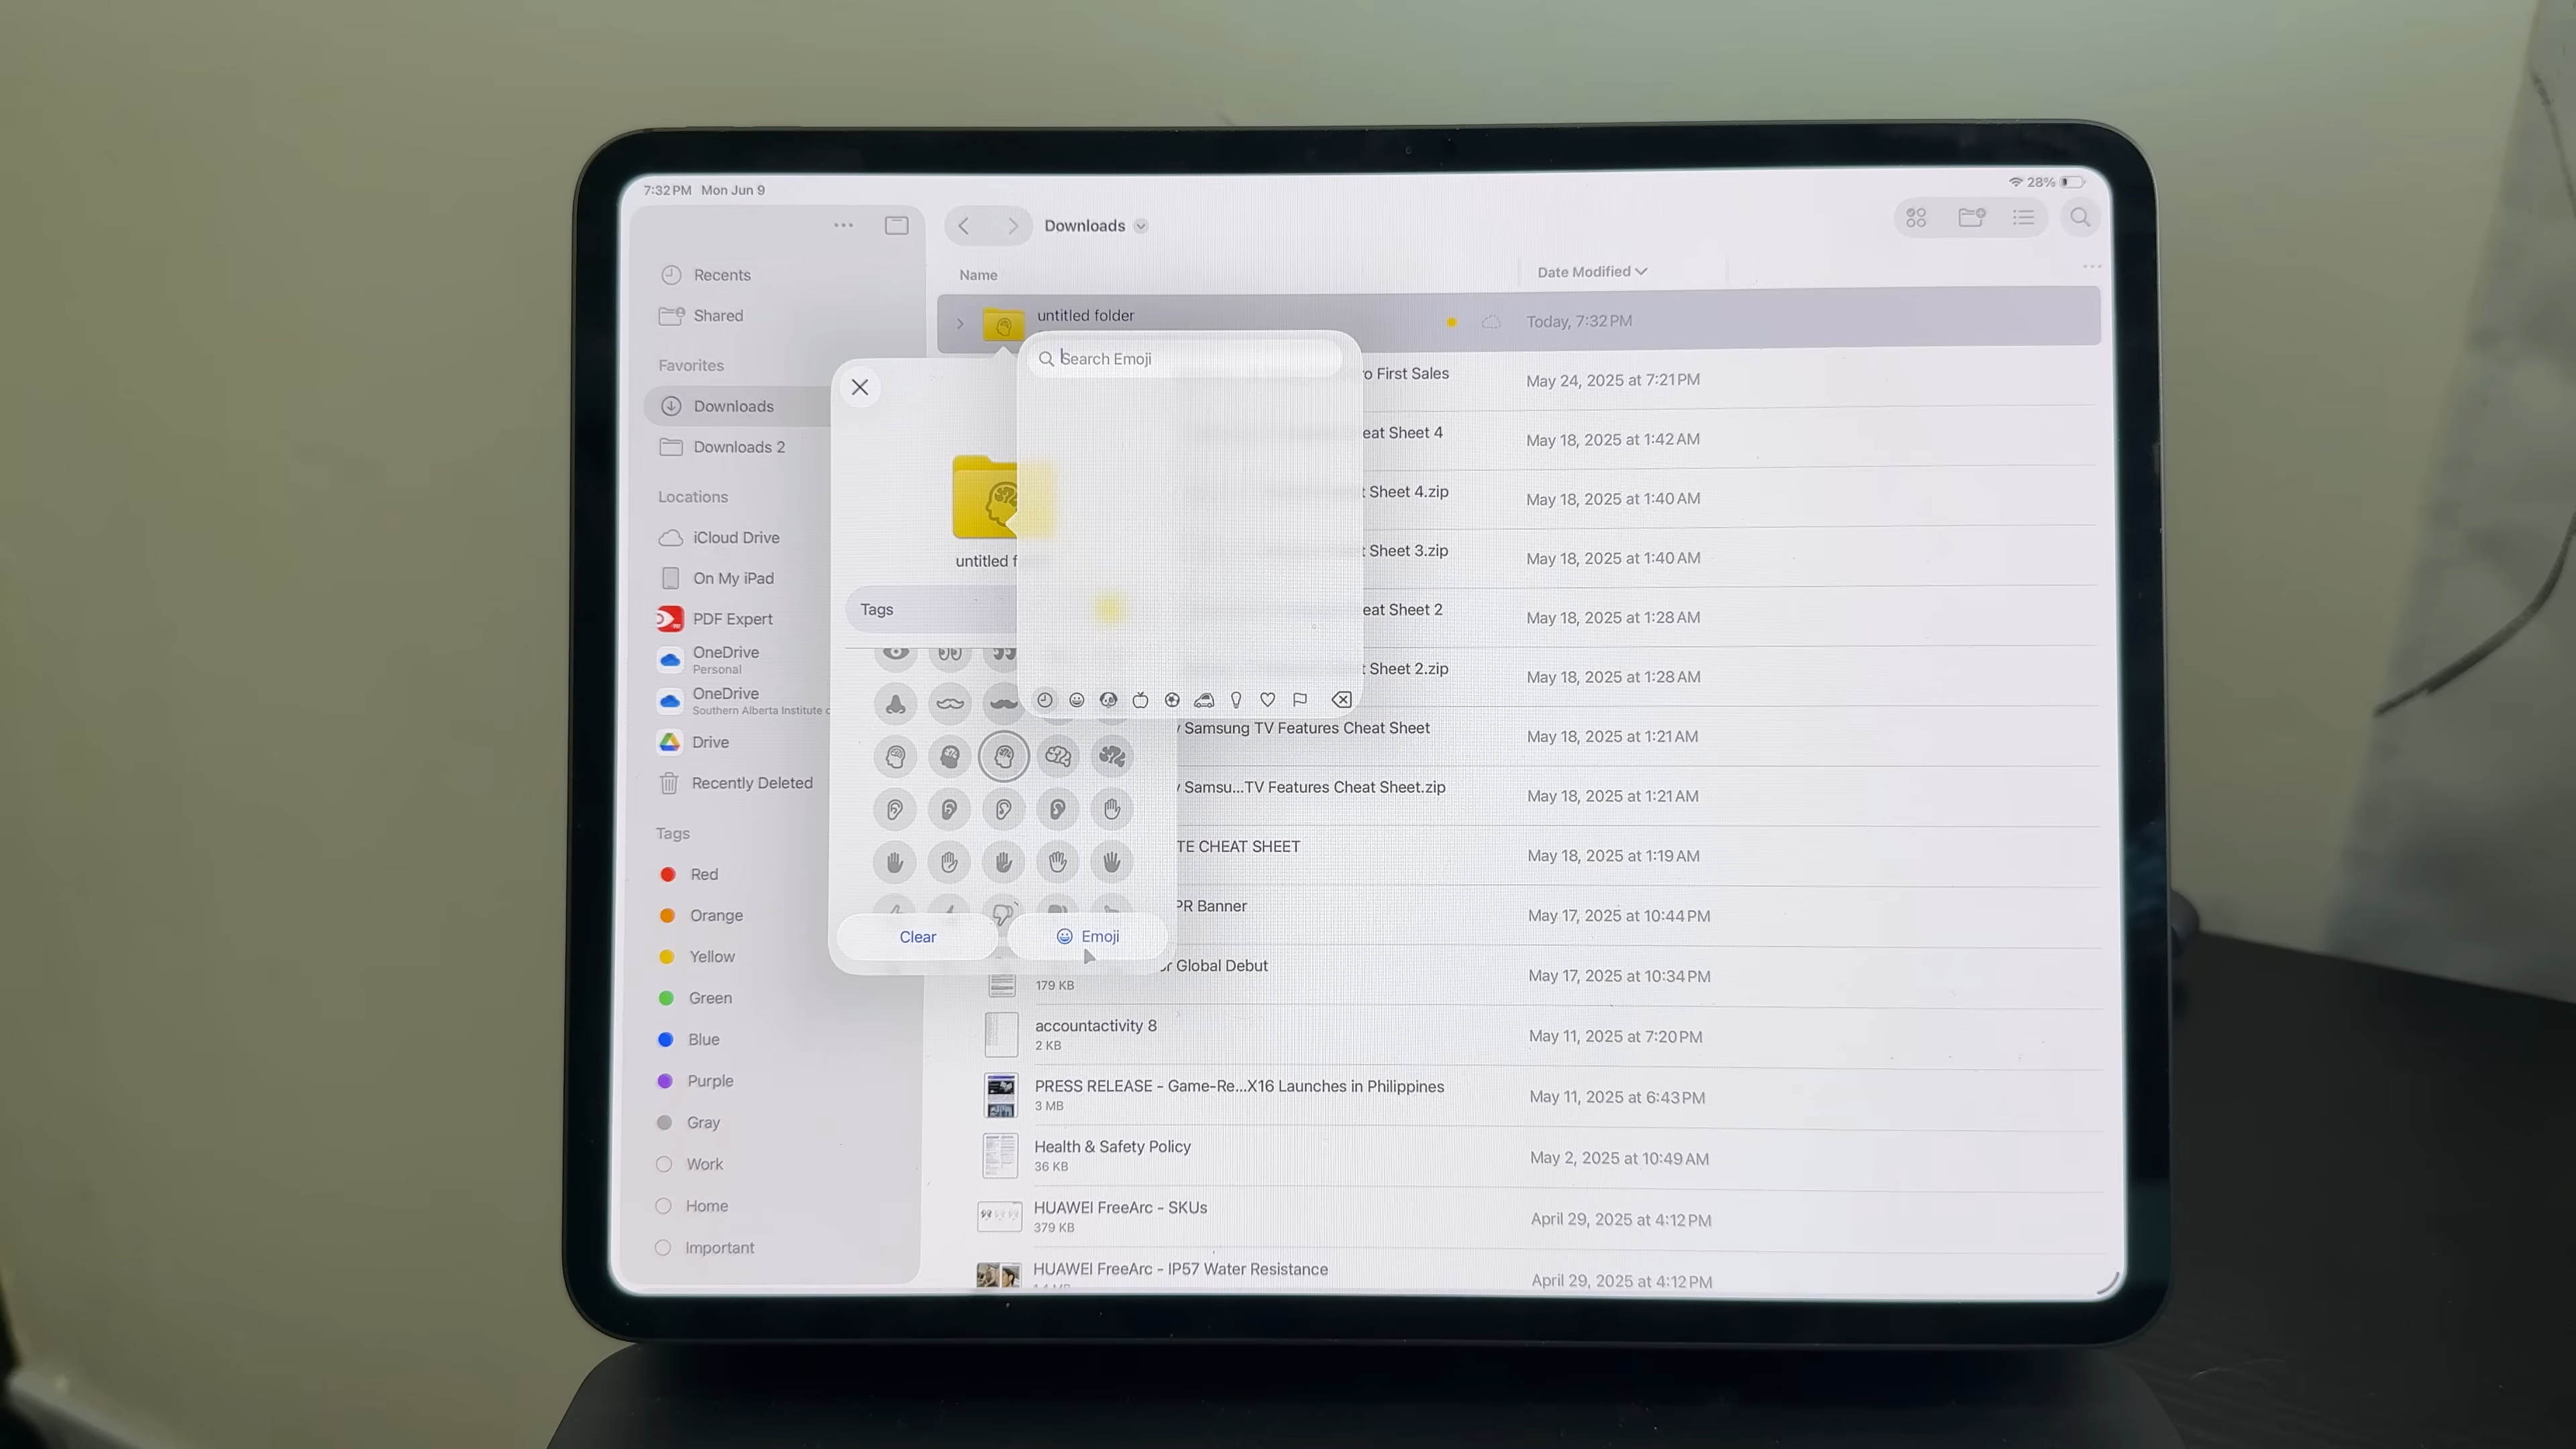 7:32 PM Mon Jun 9
28%
Downloads
Recents
Shared
Favorites
Downloads
Downloads 2
Locations
iCloud Drive
On My iPad
PDF Expert
OneDrive
Personal
OneDrive
Southern Alberta Institute
Drive
Recently Deleted
Tags
Red
Orange
Yellow
Green
Blue
Purple
Gray
Work
Home
Important
Name
Date Modified
untitled folder
Today, 7:32 PM
Search Emoji
untitled f
Tags
Clear
Emoji
o First Sales
May 24, 2025 at 7:21 PM
eat Sheet 4
May 18, 2025 at 1:42 AM
t Sheet 4.zip
May 18, 2025 at 1:40 AM
t Sheet 3.zip
May 18, 2025 at 1:40 AM
eat Sheet 2
May 18, 2025 at 1:28 AM
t Sheet 2.zip
May 18, 2025 at 1:28 AM
Samsung TV Features Cheat Sheet
May 18, 2025 at 1:21 AM
Samsu...TV Features Cheat Sheet.zip
May 18, 2025 at 1:21 AM
TE CHEAT SHEET
May 18, 2025 at 1:19 AM
PR Banner
May 17, 2025 at 10:44 PM
r Global Debut
179 KB
May 17, 2025 at 10:34 PM
accountactivity 8
2 KB
May 11, 2025 at 7:20 PM
PRESS RELEASE - Game-Re...X16 Launches in Philippines
3 MB
May 11, 2025 at 6:43 PM
Health & Safety Policy
36 KB
May 2, 2025 at 10:49 AM
HUAWEI FreeArc - SKUs
379 KB
April 29, 2025 at 4:12 PM
HUAWEI FreeArc - IP57 Water Resistance
April 29, 2025 at 4:12 PM